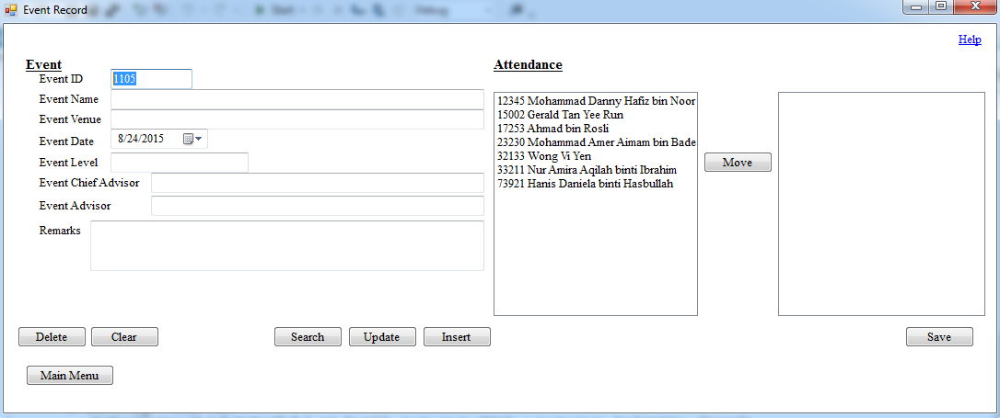 Event Record
Help
Event
Event ID 1105
Event Name
Event Venue
Event Date 8/24/2015
Event Level
Event Chief Advisor
Event Advisor
Remarks
Attendance
12345 Mohammad Danny Hafiz bin Noor
15002 Gerald Tan Yee Run
17253 Ahmad bin Rosli
23230 Mohammad Amer Aimam bin Bade
32133 Wong Vi Yen
33211 Nur Amira Aqilah binti Ibrahim
73921 Hanis Daniela binti Hasbullah
Move
Delete Clear Search Update Insert Save
Main Menu